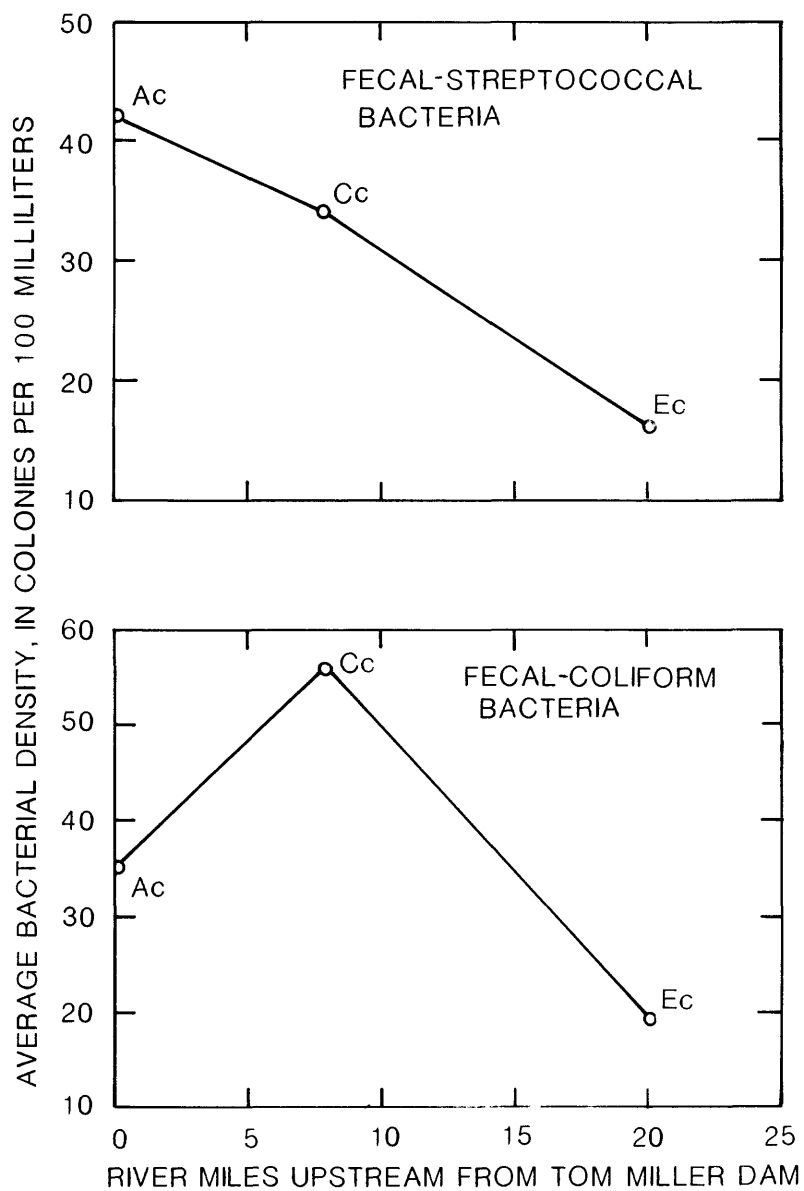 AVERAGE BACTERIAL DENSITY, IN COLONIES PER 100 MILLILITERS
50
40
30
20
10
FECAL-STREPTOCOCCAL
BACTERIA
Ac
Cc
Ec
60
50
40
30
20
10
FECAL-COLIFORM
BACTERIA
Cc
Ac
Ec
0 5 10 15 20 25
RIVER MILES UPSTREAM FROM TOM MILLER DAM